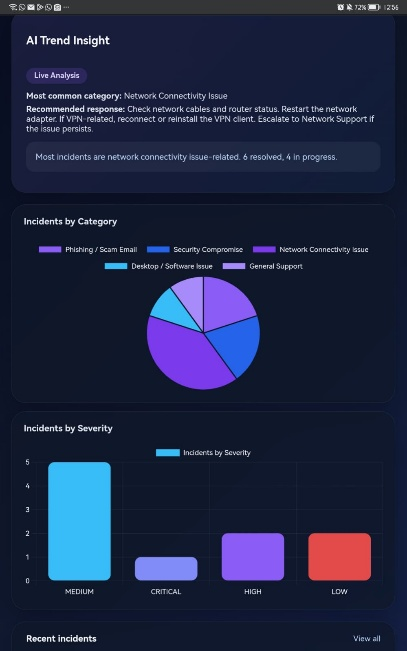 72% 2:56
AI Trend Insight
Live Analysis
Most common category: Network Connectivity Issue
Recommended response: Check network cables and router status. Restart the network
adapter. If VPN-related, reconnect or reinstall the VPN client. Escalate to Network Support if
the issue persists.
Most incidents are network connectivity issue-related. 6 resolved, 4 in progress.
Incidents by Category
Phishing / Scam Email Security Compromise Network Connectivity Issue
Desktop / Software Issue General Support
Incidents by Severity
Incidents by Severity
5
4
3
2
1
0
MEDIUM CRITICAL HIGH LOW
Recent incidents View all